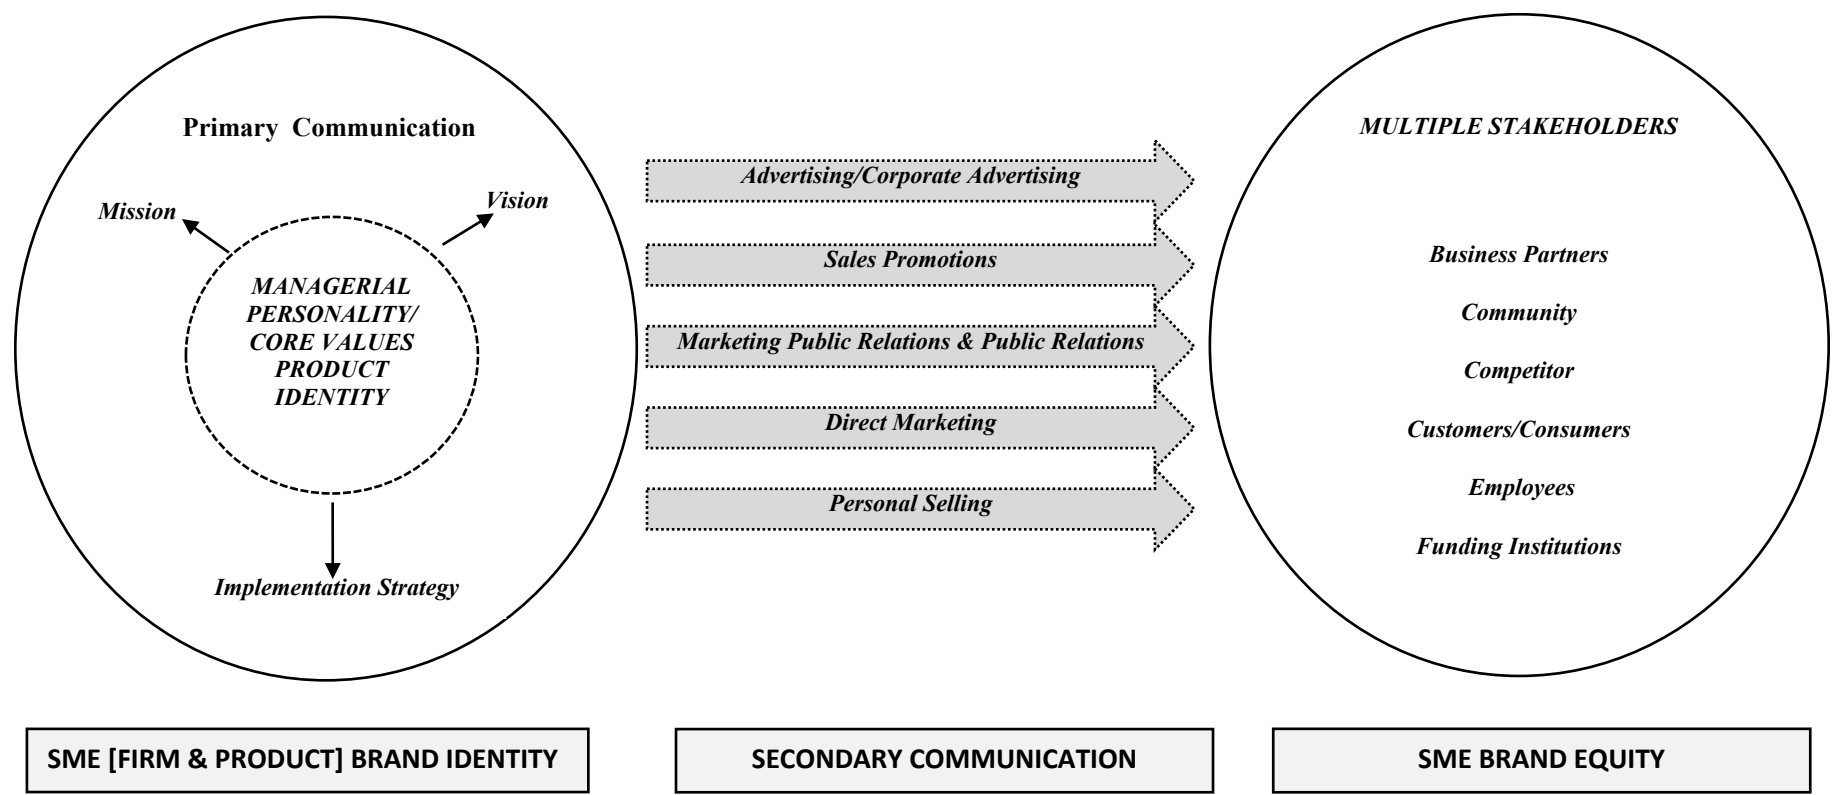 Primary Communication
Mission
Vision
MANAGERIAL
PERSONALITY/
CORE VALUES
PRODUCT
IDENTITY
Implementation Strategy
Advertising/Corporate Advertising
Sales Promotions
Marketing Public Relations & Public Relations
Direct Marketing
Personal Selling
MULTIPLE STAKEHOLDERS
Business Partners
Community
Competitor
Customers/Consumers
Employees
Funding Institutions
SME [FIRM & PRODUCT] BRAND IDENTITY
SECONDARY COMMUNICATION
SME BRAND EQUITY